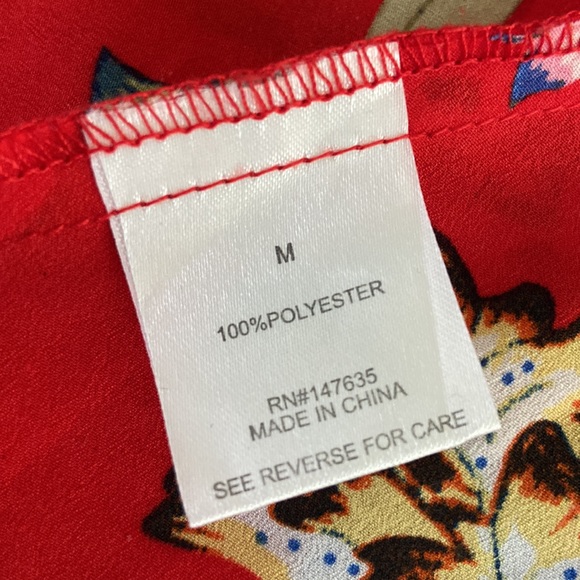 M
100%POLYESTER
RN#147635
MADE IN CHINA
SEE REVERSE FOR CARE